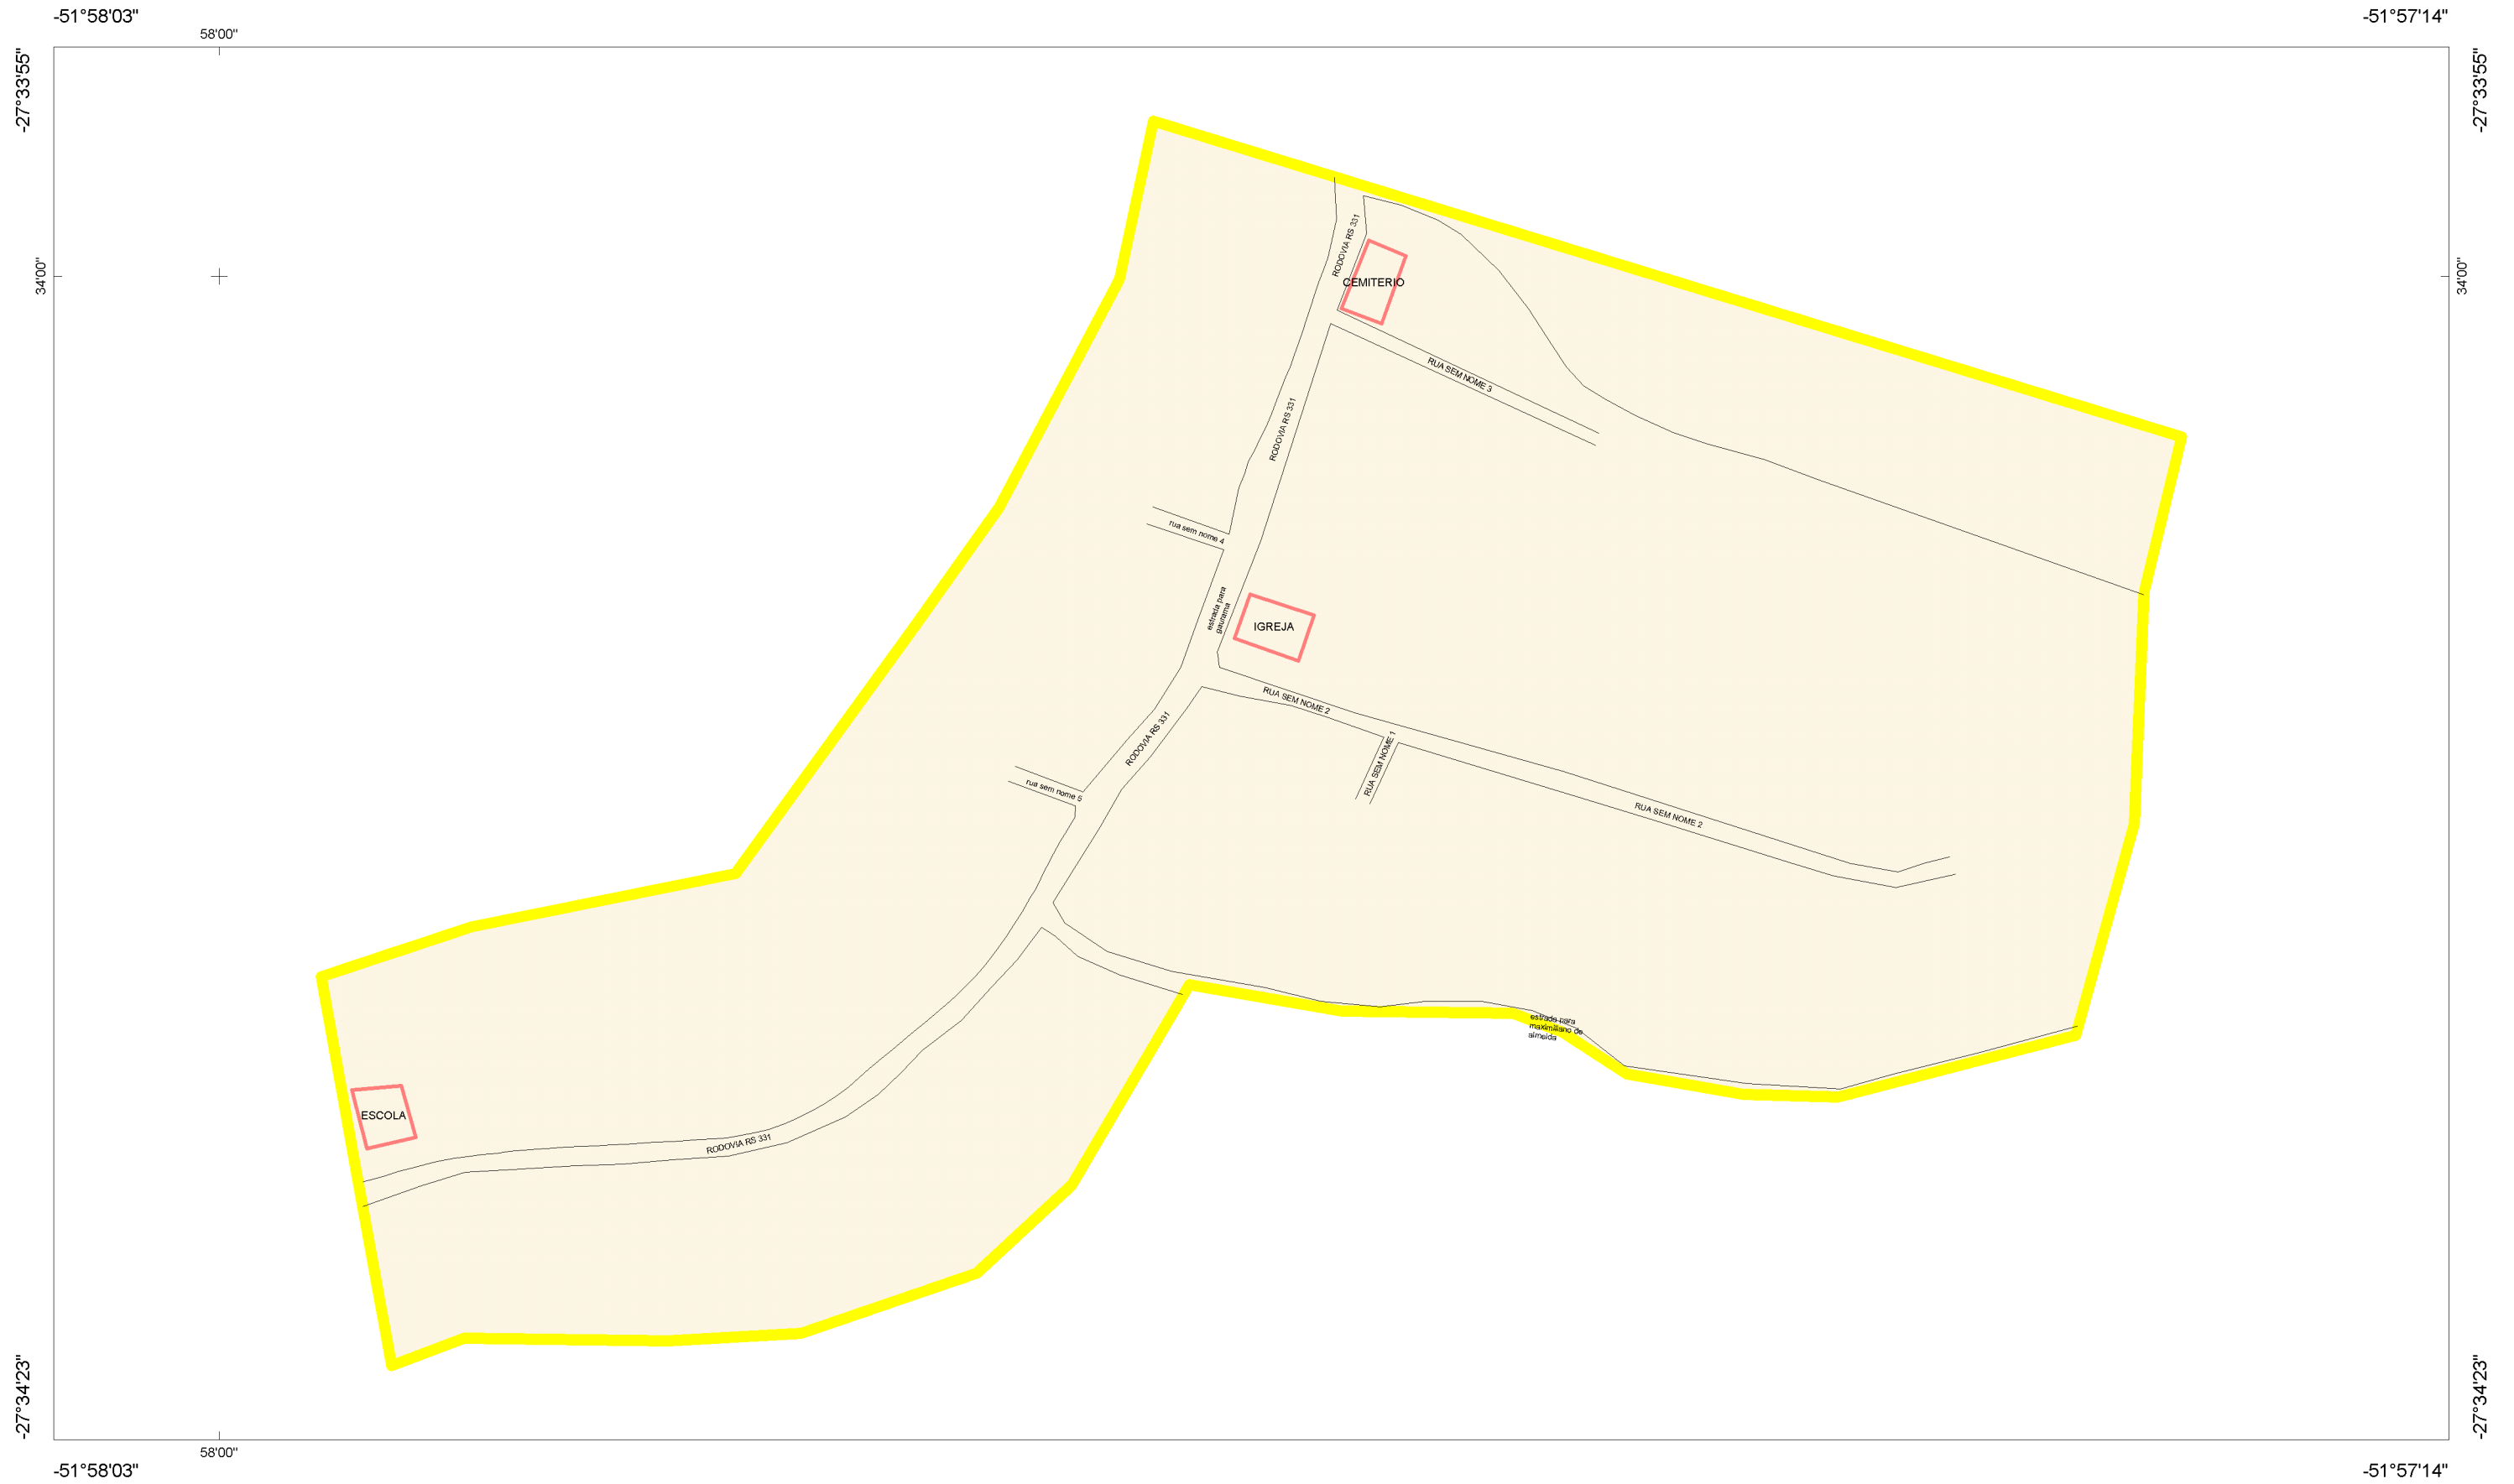 -51°58'03"
-51°57'14"
58'00"
-27°33'55"
-27°33'55"
RODOVIA RS 331
34'00"
34'00"
CEMITERIO
RUA SEM NOME 3
RODOVIA RS 331
rua sem nome 4
estrada para
gaurama
IGREJA
RUA SEM NOME 2
RODOVIA RS 331
RUA SEM NOME 1
rua sem nome 5
RUA SEM NOME 2
estrada para
maximiliano de
almeida
ESCOLA
RODOVIA RS 331
-27°34'23"
-27°34'23"
58'00"
-51°58'03"
-51°57'14"